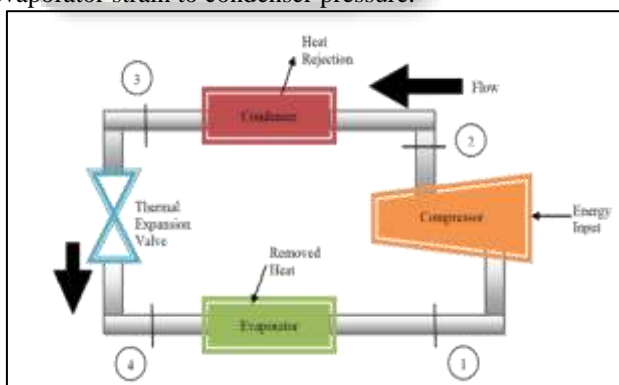 evaporator strain to condenser pressure.
Heat
Rejection
3
Condenser
Flow
2
Thermal
Expansion
Valve
Compressor
Energy
Input
Removed
Heat
Evaporator
4
1